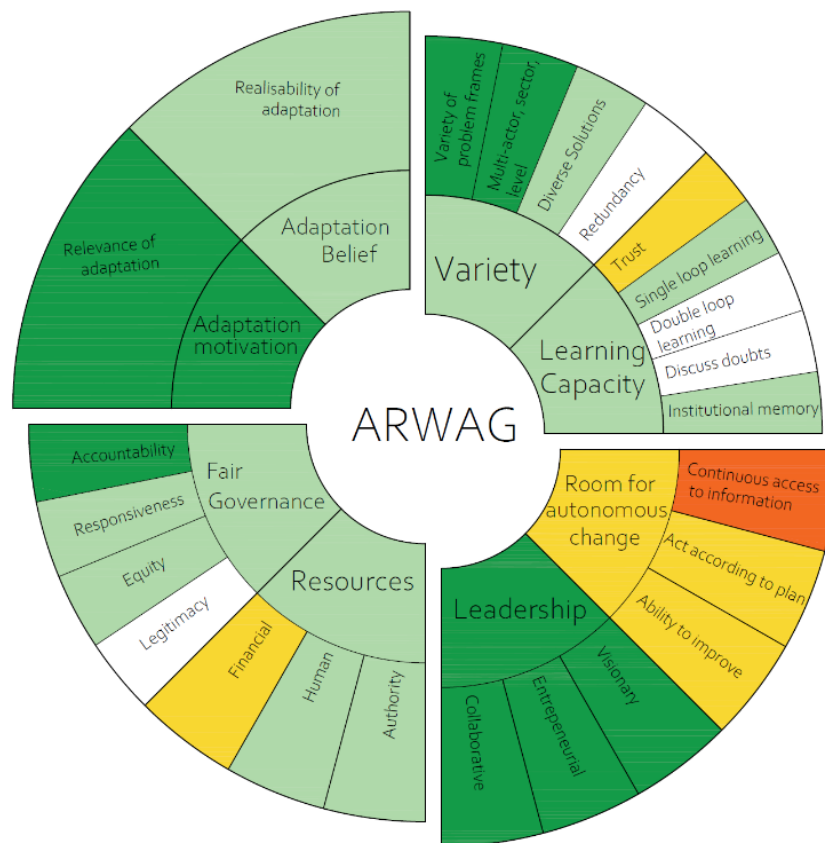 Realisability of
adaptation
Adaptation
Belief
Relevance of
adaptation
Adaptation
motivation
Variety of
problem frames
Multi-actor, sector,
level
Diverse Solutions
Redundancy
Variety
Trust
Single loop learning
Double loop
learning
Discuss doubts
Institutional memory
Learning
Capacity
ARWAG
Accountability
Responsiveness
Equity
Legitimacy
Fair
Governance
Resources
Financial
Human
Authority
Room for
autonomous
change
Continuous access
to information
Act according to plan
Ability to improve
Leadership
Visionary
Entrepeneurial
Collaborative